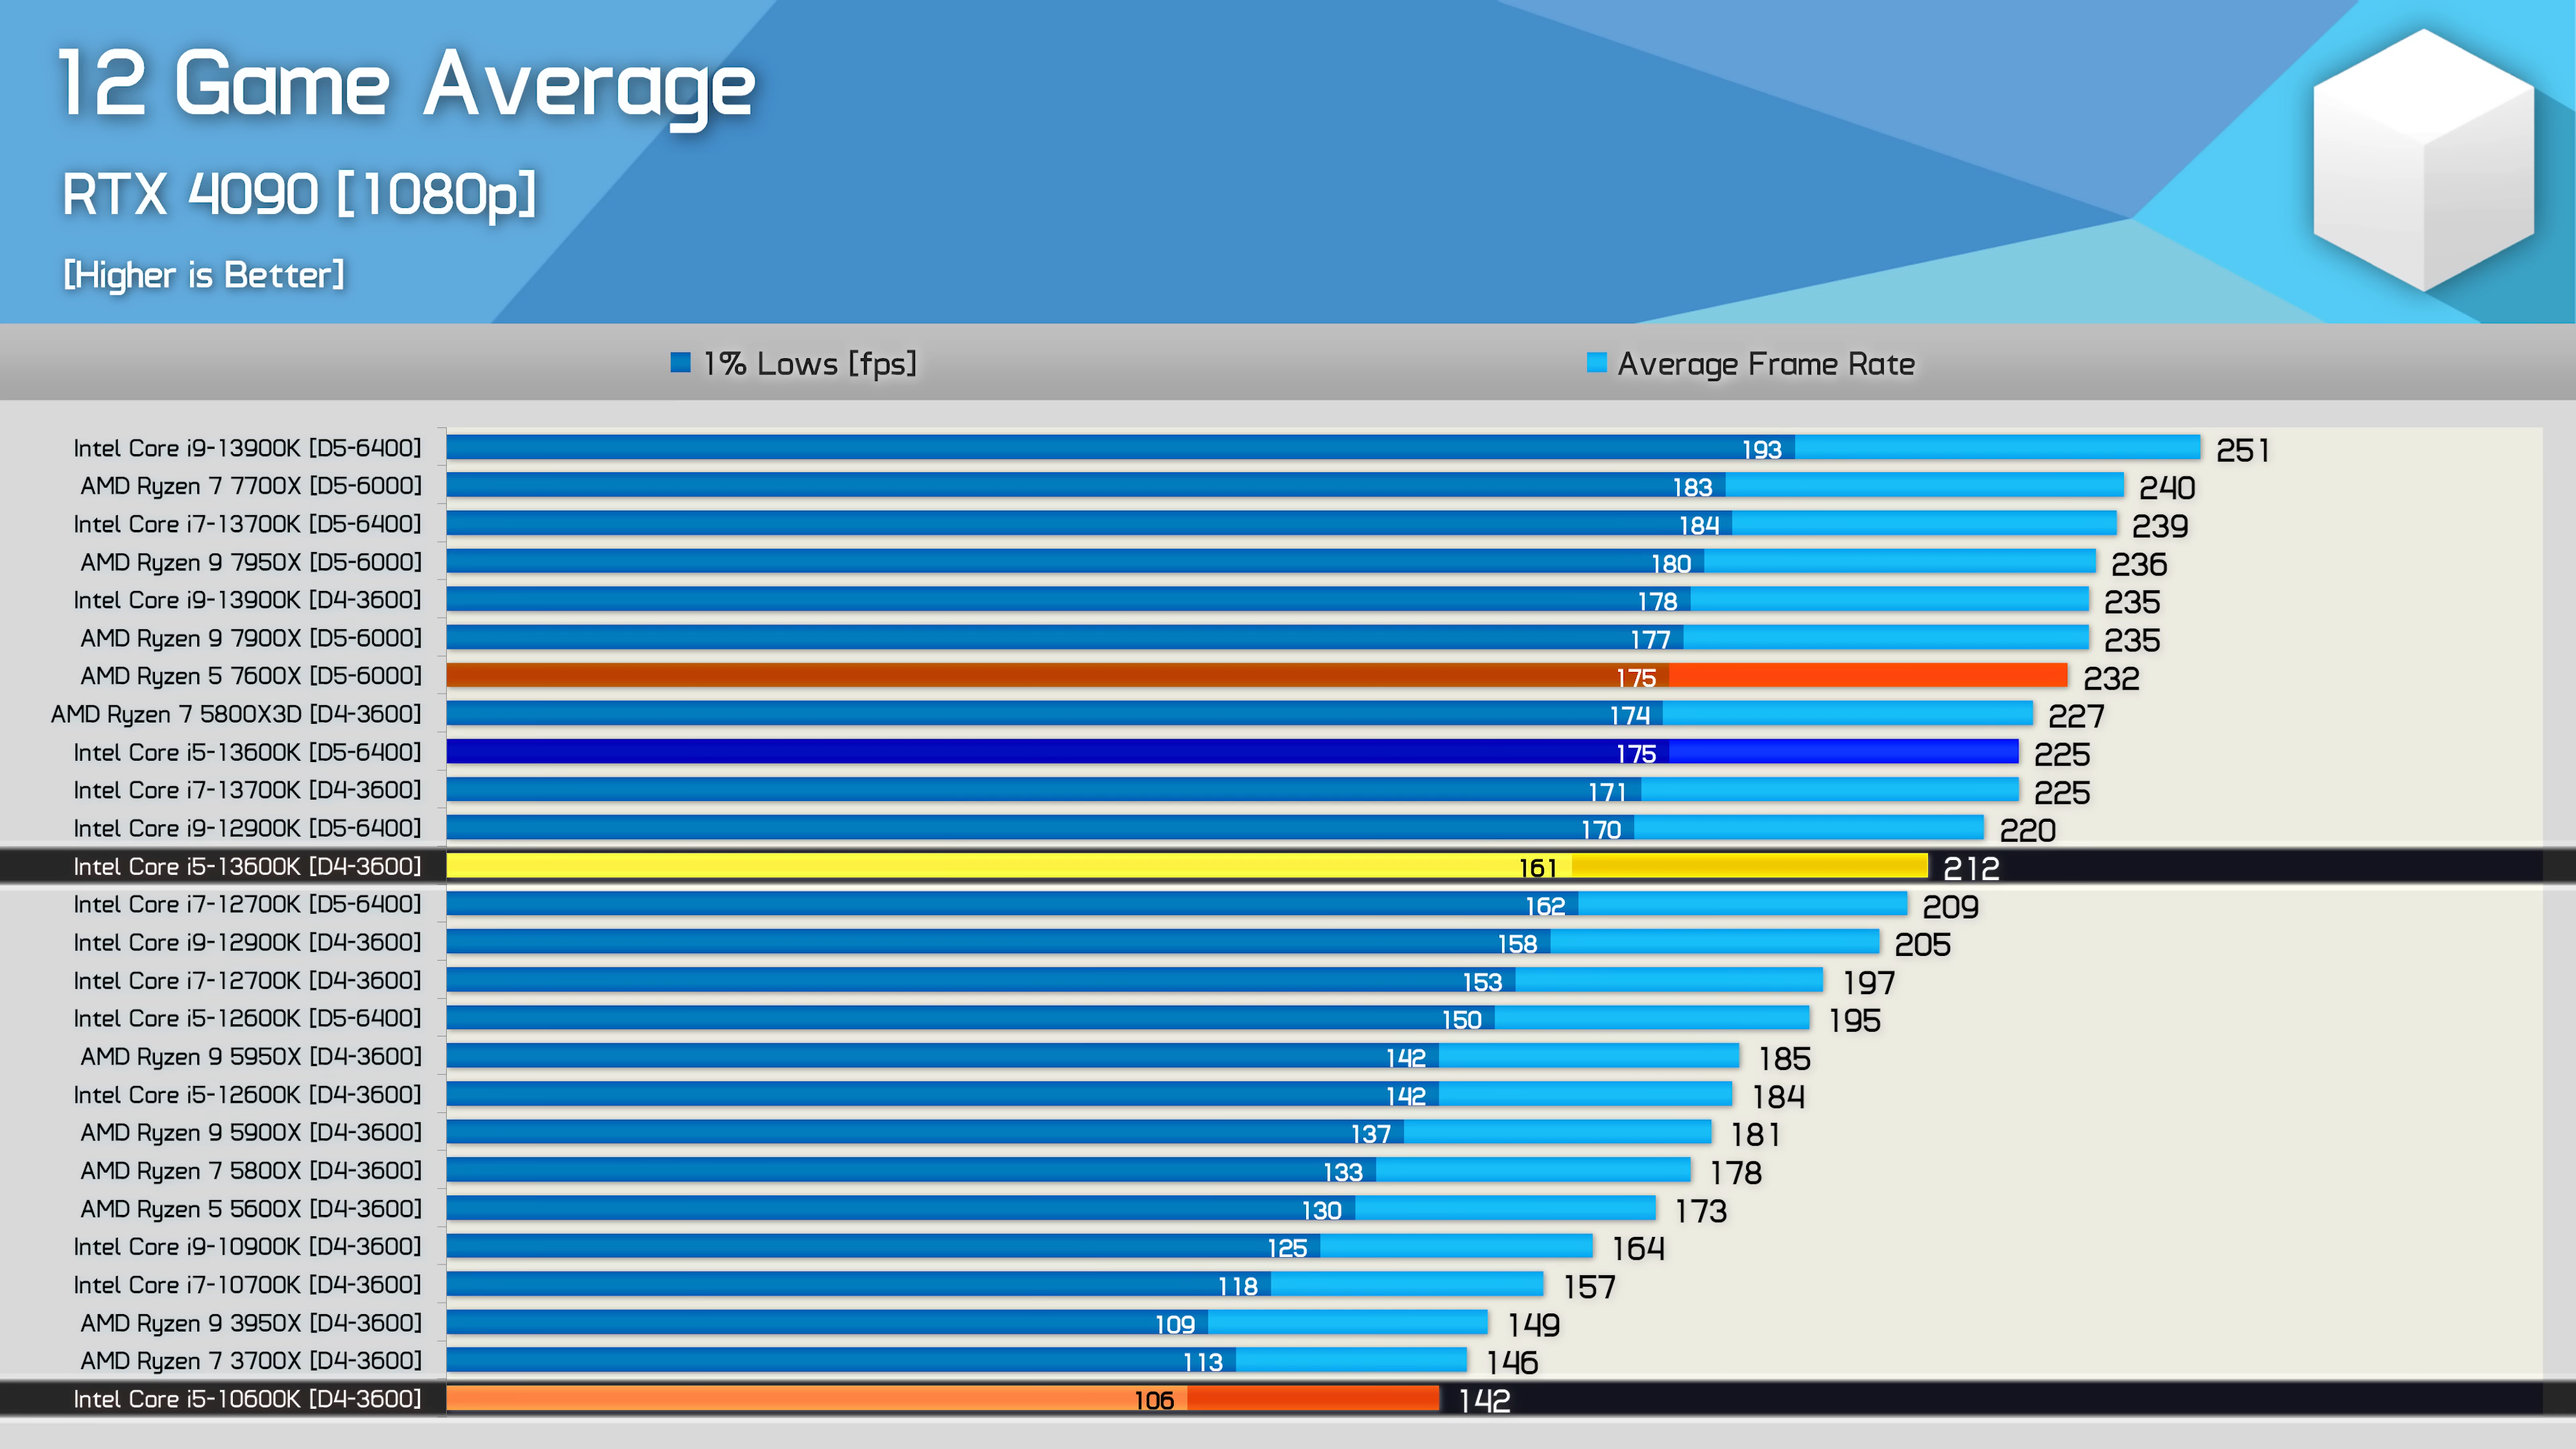 12 Game Average
RTX 4090 [1080p]
[Higher is Better]
1% Lows [fps] Average Frame Rate
Intel Core i9-13900K [D5-6400] 193 251
AMD Ryzen 7 7700X [D5-6000] 183 240
Intel Core i7-13700K [D5-6400] 184 239
AMD Ryzen 9 7950X [D5-6000] 180 236
Intel Core i9-13900K [D4-3600] 178 235
AMD Ryzen 9 7900X [D5-6000] 177 235
AMD Ryzen 5 7600X [D5-6000] 175 232
AMD Ryzen 7 5800X3D [D4-3600] 174 227
Intel Core i5-13600K [D5-6400] 175 225
Intel Core i7-13700K [D4-3600] 171 225
Intel Core i9-12900K [D5-6400] 170 220
Intel Core i5-13600K [D4-3600] 161 212
Intel Core i7-12700K [D5-6400] 162 209
Intel Core i9-12900K [D4-3600] 158 205
Intel Core i7-12700K [D4-3600] 153 197
Intel Core i5-12600K [D5-6400] 150 195
AMD Ryzen 9 5950X [D4-3600] 142 185
Intel Core i5-12600K [D4-3600] 142 184
AMD Ryzen 9 5900X [D4-3600] 137 181
AMD Ryzen 7 5800X [D4-3600] 133 178
AMD Ryzen 5 5600X [D4-3600] 130 173
Intel Core i9-10900K [D4-3600] 125 164
Intel Core i7-10700K [D4-3600] 118 157
AMD Ryzen 9 3950X [D4-3600] 109 149
AMD Ryzen 7 3700X [D4-3600] 113 146
Intel Core i5-10600K [D4-3600] 106 142